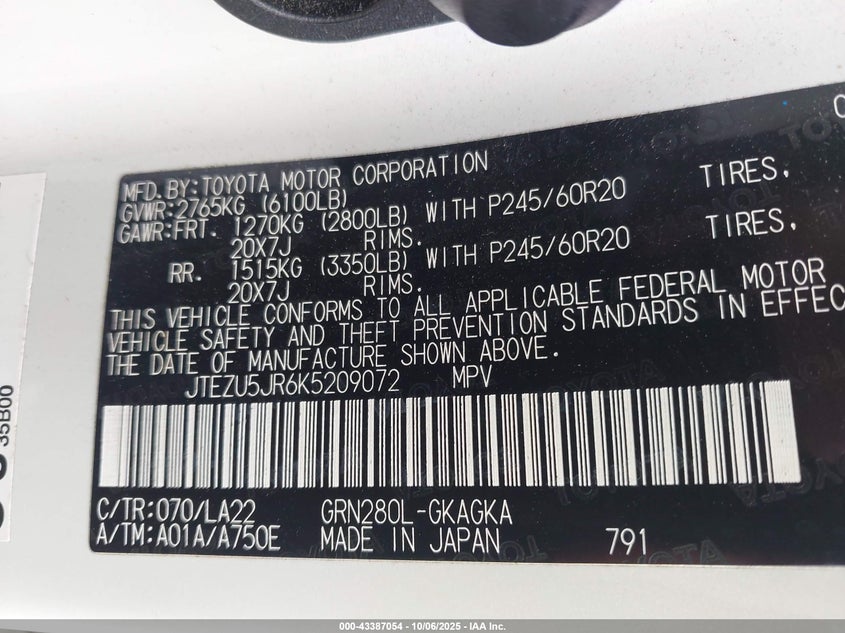 MFD.BY:TOYOTA MOTOR CORPORATION
GVWR:2765KG (6100LB)
GAWR:FRT. 1270KG (2800LB) WITH P245/60R20 TIRES,
20X7J RIMS.
RR. 1515KG (3350LB) WITH P245/60R20 TIRES,
20X7J RIMS.
THIS VEHICLE CONFORMS TO ALL APPLICABLE FEDERAL MOTOR
VEHICLE SAFETY AND THEFT PREVENTION STANDARDS IN EFFEC
THE DATE OF MANUFACTURE SHOWN ABOVE.
JTEZU5JR6K5209072 MPV
C/TR:070/LA22 GRN280L-GKAGKA
A/TM:A01A/A750E MADE IN JAPAN 791
35B00
000-43387054 - 10/06/2025 - IAA Inc.